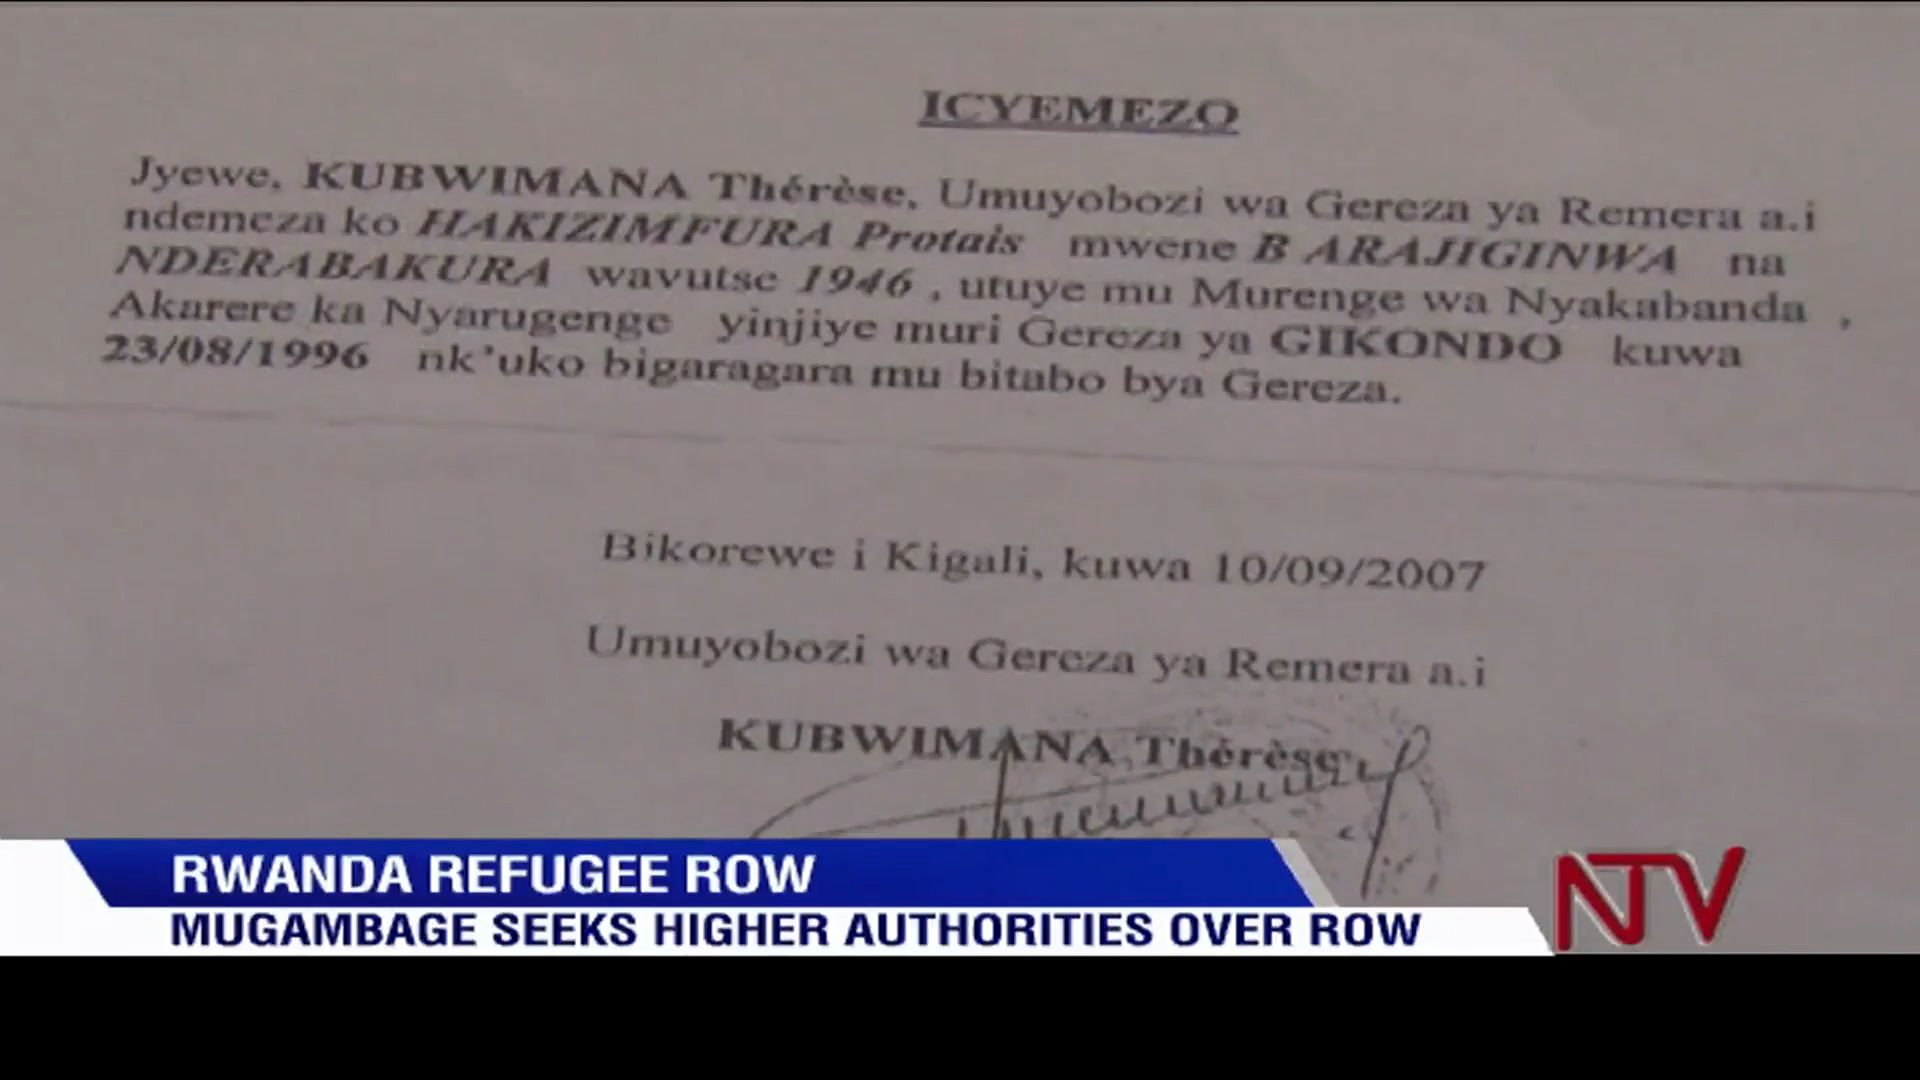 ICYEMEZO
Jyewe, KUBWIMANA Thérèse, Umuyobozi wa Gereza ya Remera a.i
ndemeza ko HAKIZIMFURA Protais mwene B ARAJIGINWA na
NDERABAKURA wavutse 1946 , utuye mu Murenge wa Nyakabanda ,
Akarere ka Nyarugenge yinjiye muri Gereza ya GIKONDO kuwa
23/08/1996 nk'uko bigaragara mu bitabo bya Gereza.
Bikorewe i Kigali, kuwa 10/09/2007
Umuyobozi wa Gereza ya Remera a.i
KUBWIMANA Thérèse
RWANDA REFUGEE ROW
MUGAMBAGE SEEKS HIGHER AUTHORITIES OVER ROW
NTV